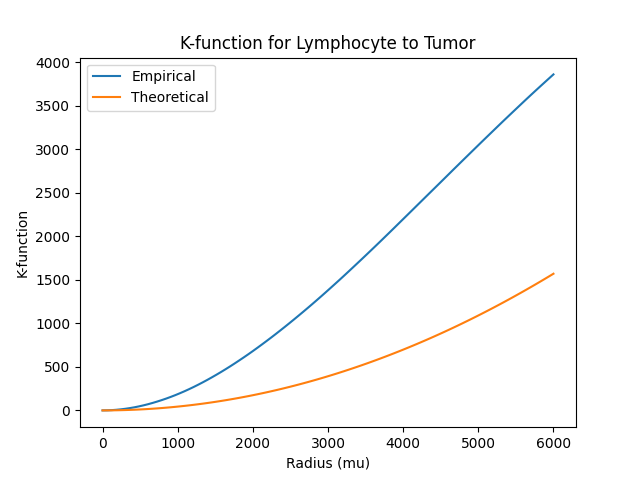 K-function for Lymphocyte to Tumor
Empirical
Theoretical
4000
3500
3000
2500
2000
1500
1000
500
0
K-function
0 1000 2000 3000 4000 5000 6000
Radius (mu)